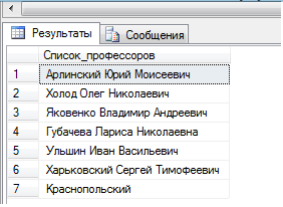 Результаты Сообщения
Список_профессоров
1 Арлинский Юрий Моисеевич
2 Холод Олег Николаевич
3 Яковенко Владимир Андреевич
4 Губачева Лариса Николаевна
5 Ульшин Иван Васильевич
6 Харьковский Сергей Тимофеевич
7 Краснопольский